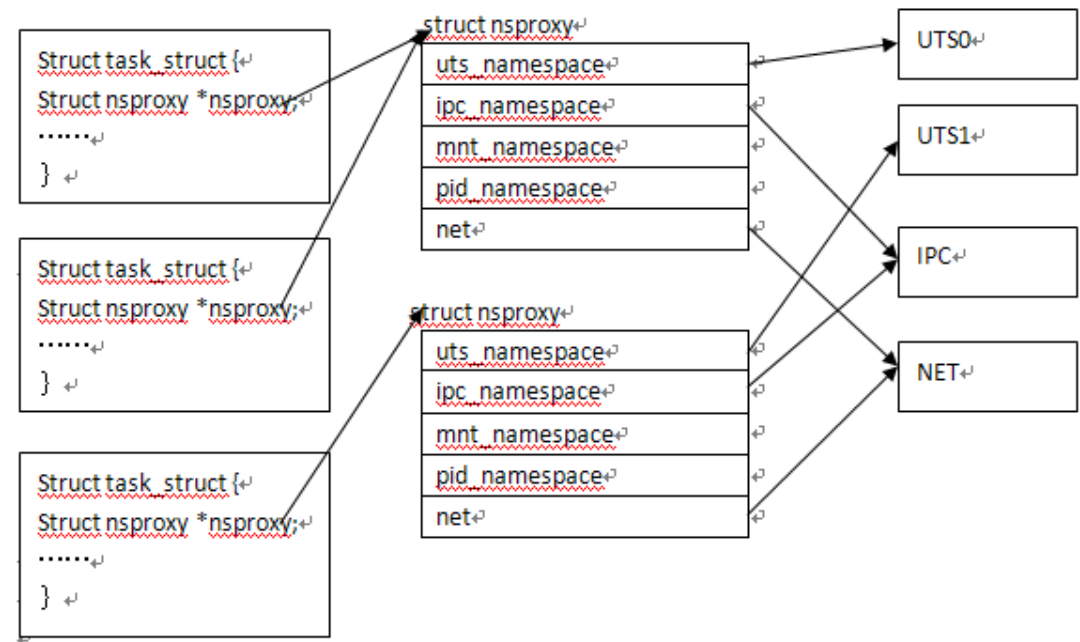 Struct task_struct {
Struct nsproxy *nsproxy;
······
}
Struct task_struct {
Struct nsproxy *nsproxy;
······
}
Struct task_struct {
Struct nsproxy *nsproxy;
······
}
struct nsproxy
uts_namespace
ipc_namespace
mnt_namespace
pid_namespace
net
struct nsproxy
uts_namespace
ipc_namespace
mnt_namespace
pid_namespace
net
UTS0
UTS1
IPC
NET